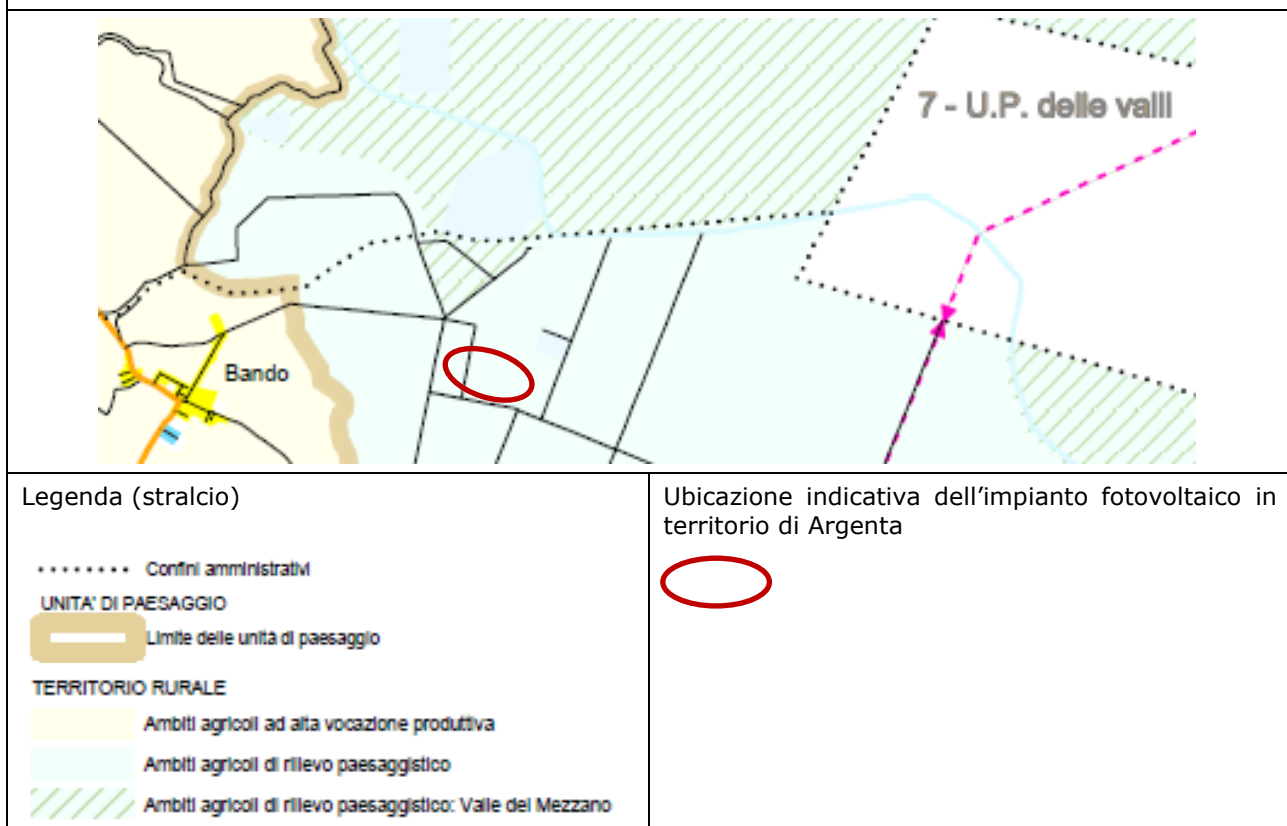 7 - U.P. delle valli
Bando
Legenda (stralcio)
Confini amministrativi
UNITA' DI PAESAGGIO
Limite delle unità di paesaggio
TERRITORIO RURALE
Ambiti agricoli ad alta vocazione produttiva
Ambiti agricoli di rilievo paesaggistico
Ambiti agricoli di rilievo paesaggistico: Valle del Mezzano
Ubicazione indicativa dell'impianto fotovoltaico in
territorio di Argenta